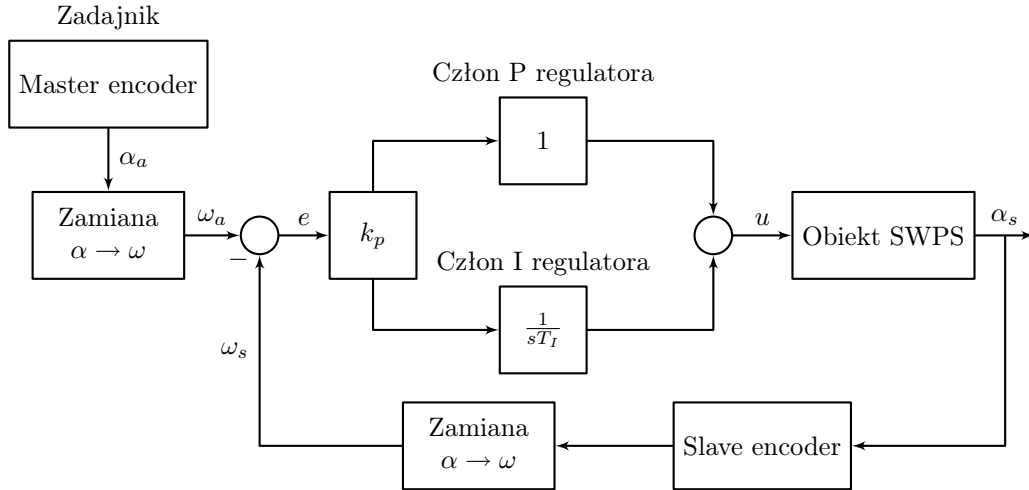 Zadajnik
Master encoder
α_a
Zamiana
α → ω
ω_a
−
e
k_p
Człon P regulatora
1
Człon I regulatora
1/(sT_I)
u
Obiekt SWPS
α_s
ω_s
Zamiana
α → ω
Slave encoder